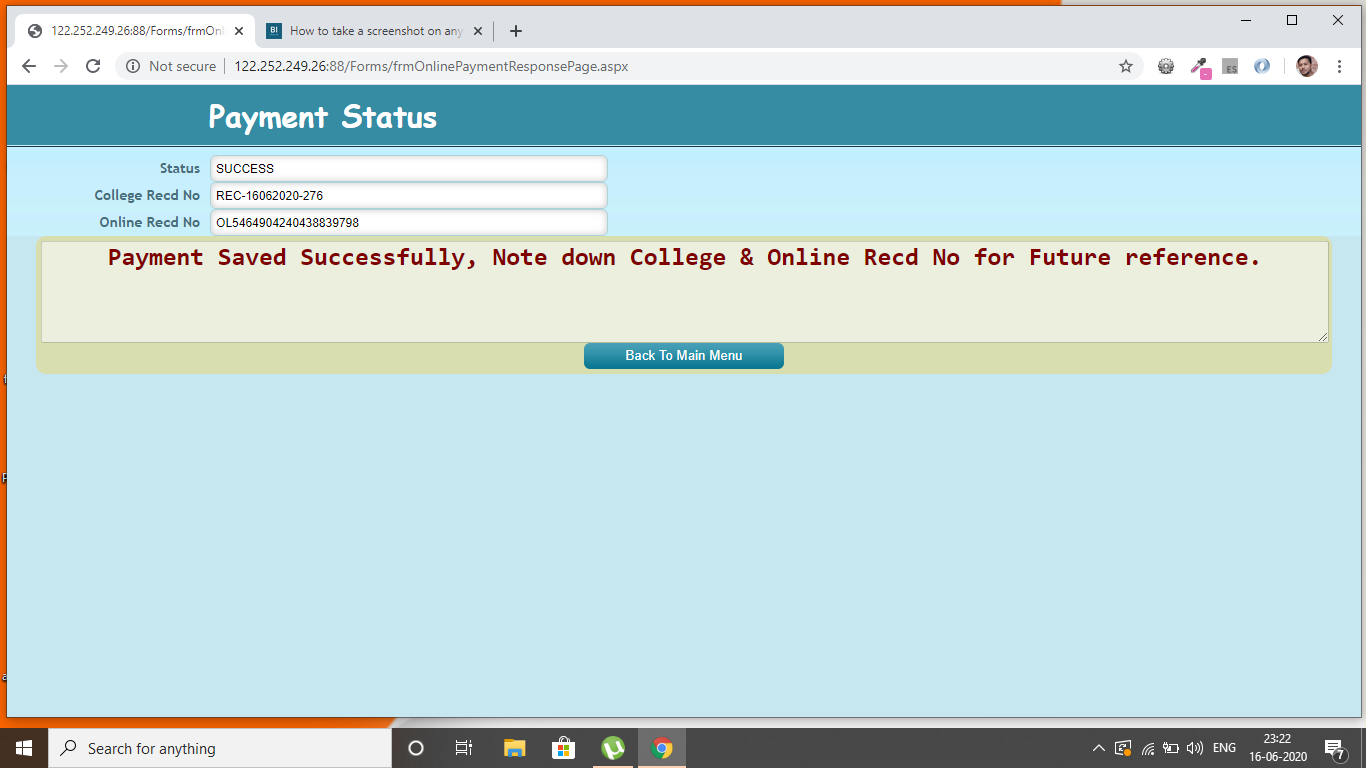 122.252.249.26:88/Forms/frmOnl
How to take a screenshot on any
Not secure
122.252.249.26:88/Forms/frmOnlinePaymentResponsePage.aspx
ES
Payment Status
Status SUCCESS
College Recd No REC-16062020-276
Online Recd No OL5464904240438839798
Payment Saved Successfully, Note down College & Online Recd No for Future reference.
Back To Main Menu
Search for anything
ENG
23:22
16-06-2020
7